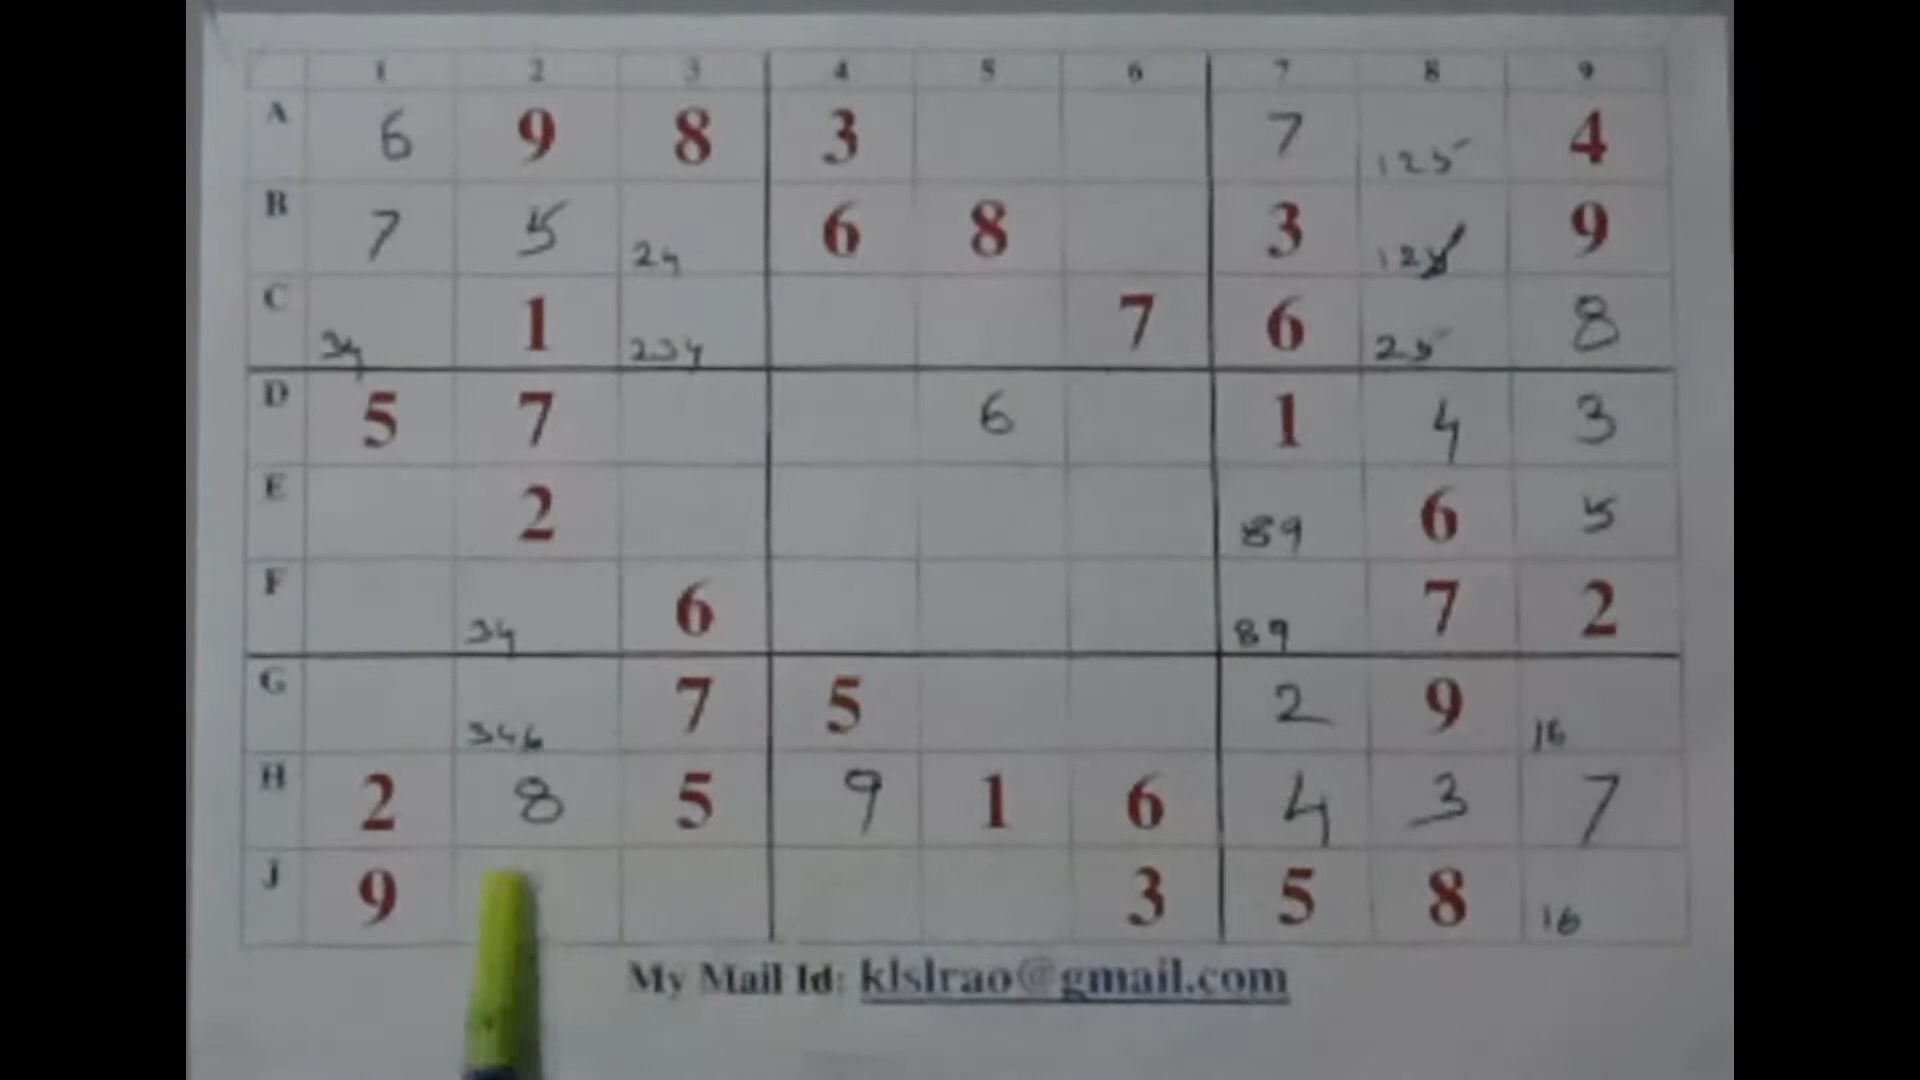 1 2 3 4 5 6 7 8 9
A 6 9 8 3 7 125 4
B 7 5 24 6 8 3 125 9
C 34 1 234 7 6 25 8
D 5 7 6 1 4 3
E 2 89 6 5
F 34 6 89 7 2
G 346 7 5 2 9 16
H 2 8 5 9 1 6 4 3 7
J 9 3 5 8 16
My Mail Id: klslrao@gmail.com